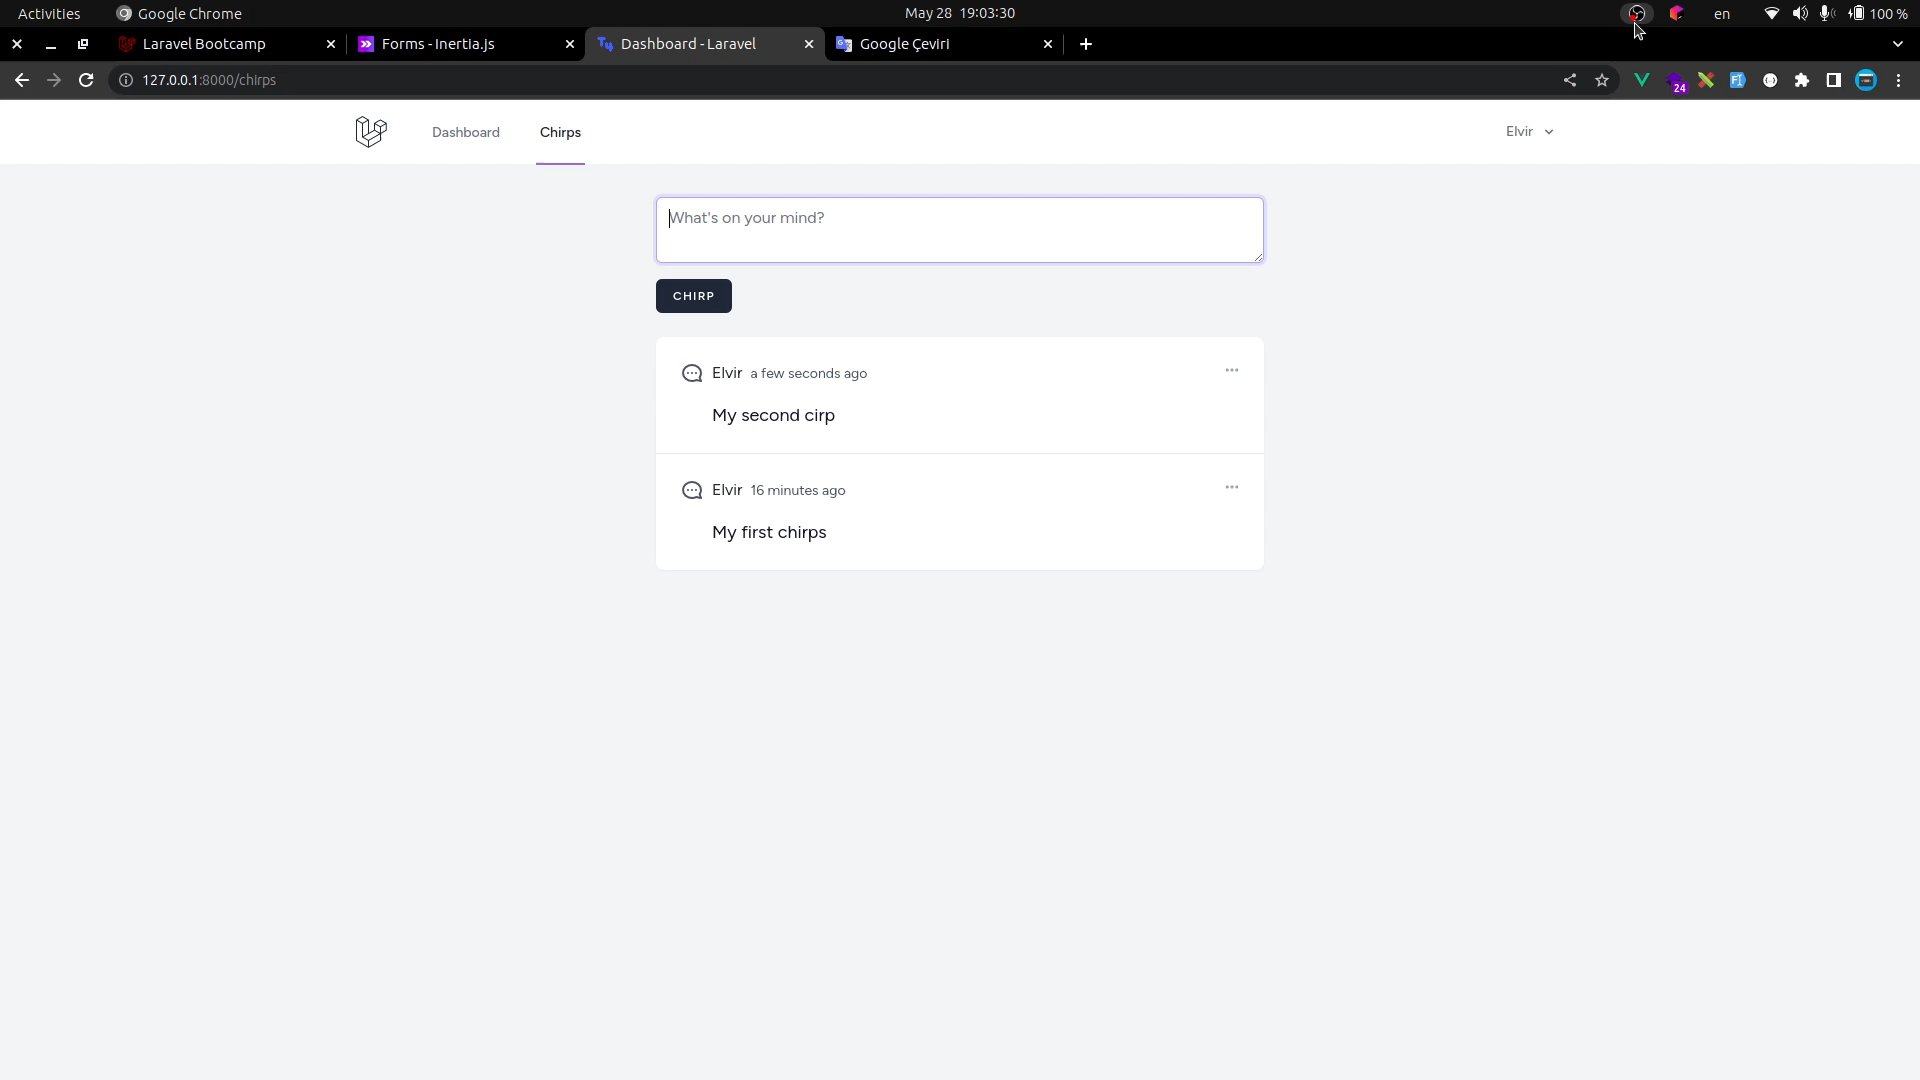 Activities Google Chrome May 28 19:03:30 en 100 %
Laravel Bootcamp Forms - Inertia.js Dashboard - Laravel Google Çeviri
127.0.0.1:8000/chirps 24
Dashboard Chirps Elvir
What's on your mind?
CHIRP
Elvir a few seconds ago
My second cirp
Elvir 16 minutes ago
My first chirps